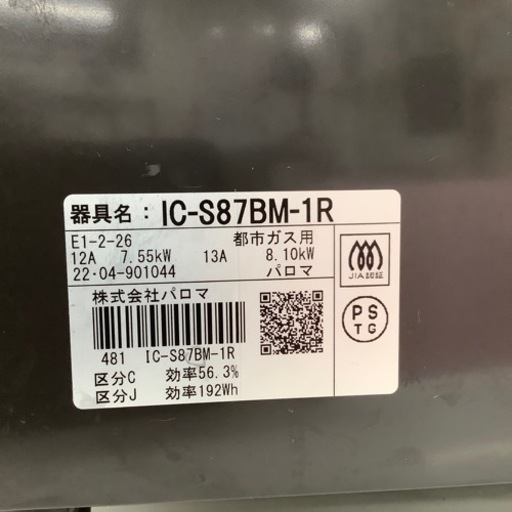 器具名: IC-S87BM-1R
E1-2-26 都市ガス用
12A 7.55kW 13A 8.10kW
22・04-901044 パロマ
株式会社パロマ
481 IC-S87BM-1R
区分C 効率56.3%
区分J 効率192Wh
JIA認証
PS
TG